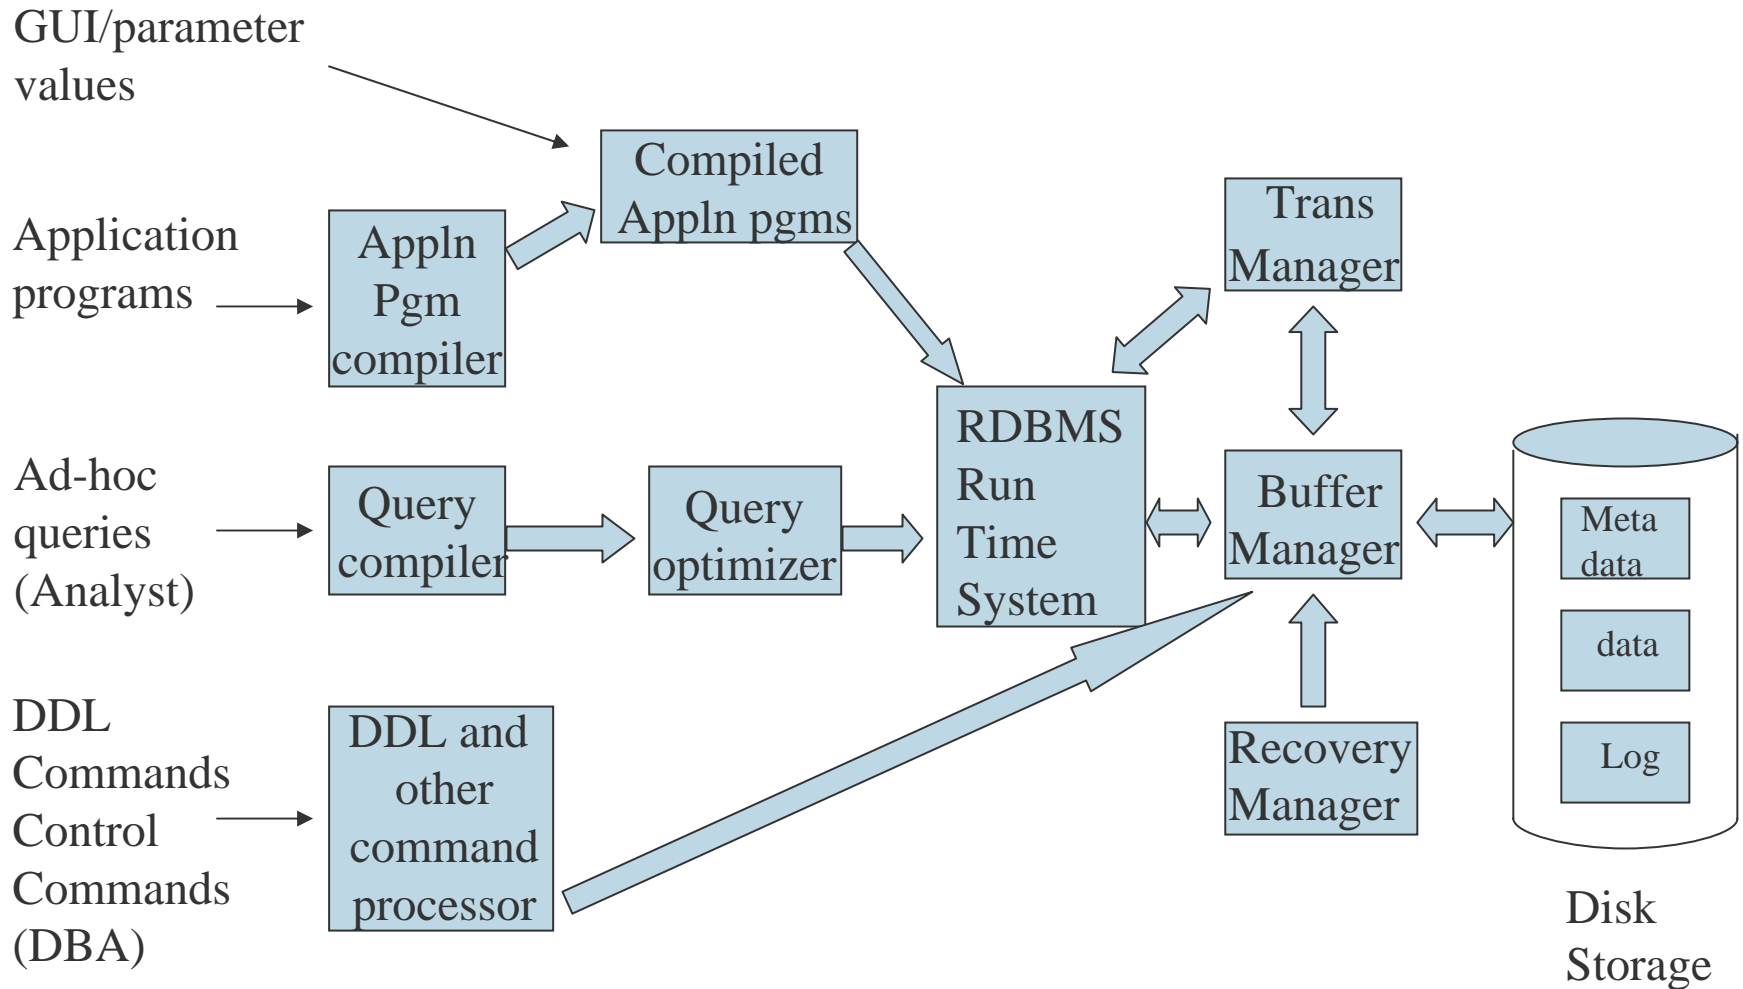 GUI/parameter
values
Compiled
Appln pgms
Trans
Manager
Application
programs
Appln
Pgm
compiler
RDBMS
Run
Time
System
Ad-hoc
queries
(Analyst)
Query
compiler
Query
optimizer
Buffer
Manager
Meta
data
data
Log
DDL
Commands
Control
Commands
(DBA)
DDL and
other
command
processor
Recovery
Manager
Disk
Storage